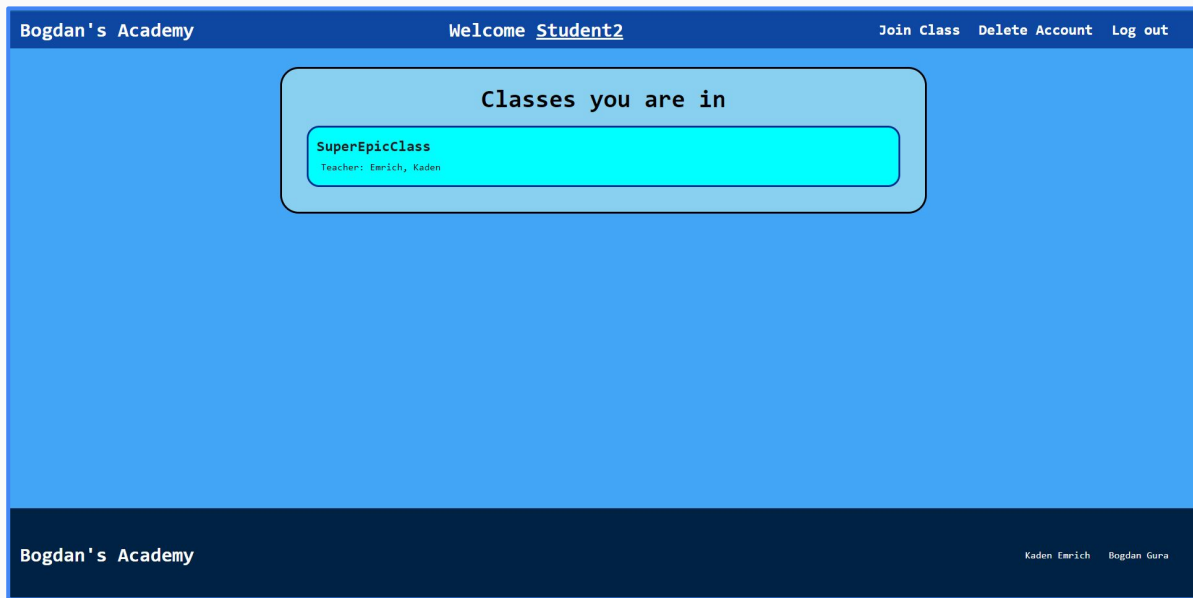 Bogdan's Academy
Welcome Student2
Join Class Delete Account Log out
Classes you are in
SuperEpicClass
Teacher: Emrich, Kaden
Bogdan's Academy
Kaden Emrich Bogdan Gura